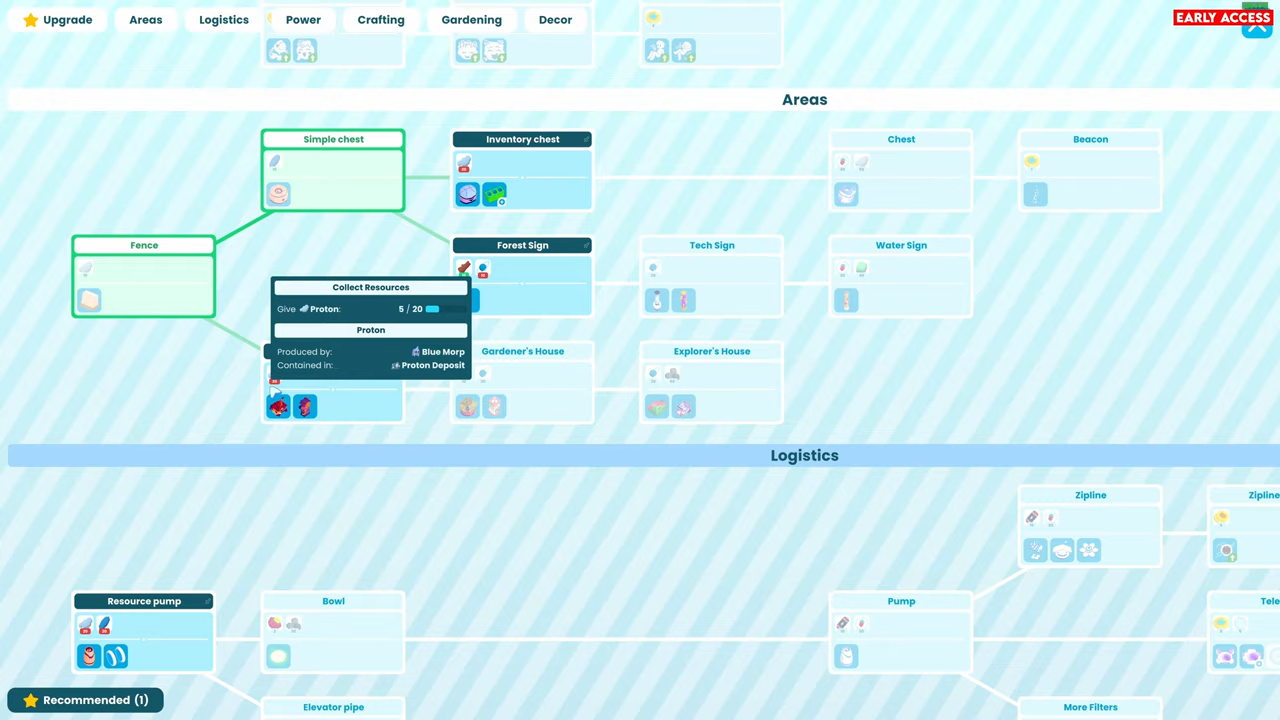 Upgrade
Areas
Logistics
Power
Crafting
Gardening
Decor
EARLY ACCESS
Areas
Simple chest
Inventory chest
Chest
Beacon
Fence
Forest Sign
Tech Sign
Water Sign
Collect Resources
Give Proton: 5 / 20
Proton
Produced by: Blue Morp
Contained in: Proton Deposit
Gardener's House
Explorer's House
Logistics
Zipline
Zipline
Resource pump
Bowl
Pump
Tele
Elevator pipe
More Filters
Recommended (1)